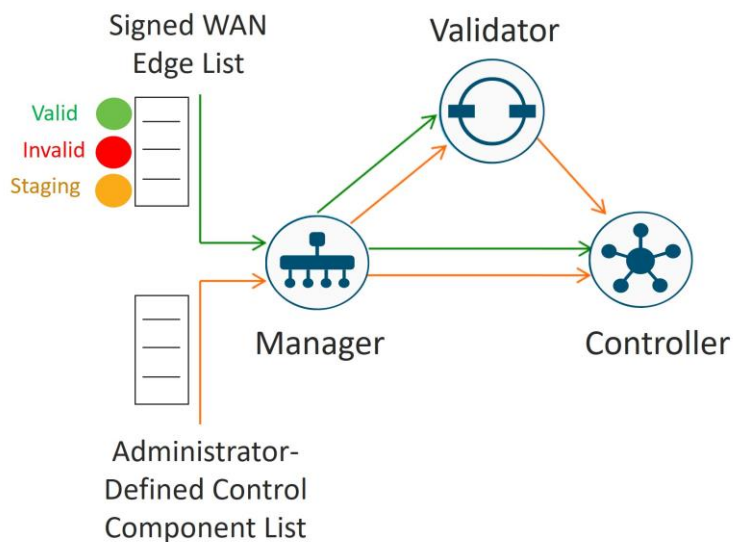 Signed WAN
Edge List
Validator
Valid
Invalid
Staging
Manager
Controller
Administrator-
Defined Control
Component List